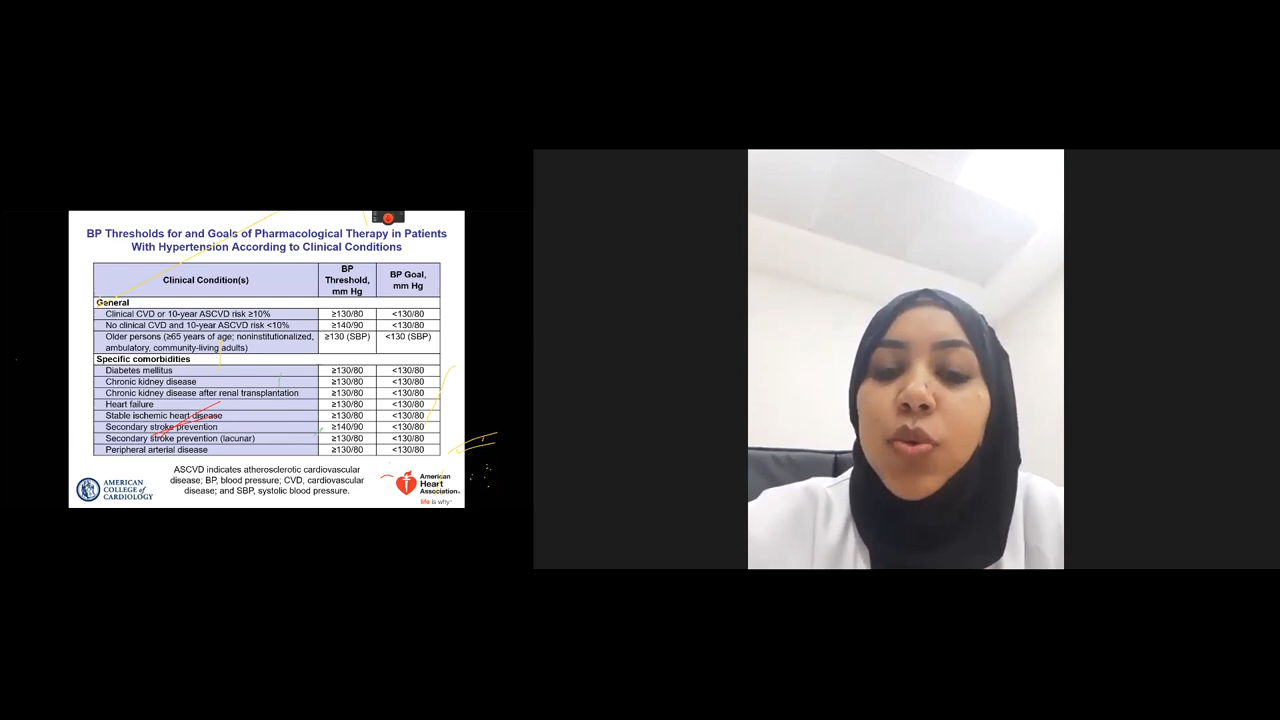 BP Thresholds for and Goals of Pharmacological Therapy in Patients
With Hypertension According to Clinical Conditions
Clinical Condition(s) BP Threshold, mm Hg BP Goal, mm Hg
General
Clinical CVD or 10-year ASCVD risk ≥10% ≥130/80 <130/80
No clinical CVD and 10-year ASCVD risk <10% ≥140/90 <130/80
Older persons (≥65 years of age; noninstitutionalized, ≥130 (SBP) <130 (SBP)
ambulatory, community-living adults)
Specific comorbidities
Diabetes mellitus ≥130/80 <130/80
Chronic kidney disease ≥130/80 <130/80
Chronic kidney disease after renal transplantation ≥130/80 <130/80
Heart failure ≥130/80 <130/80
Stable ischemic heart disease ≥130/80 <130/80
Secondary stroke prevention ≥140/90 <130/80
Secondary stroke prevention (lacunar) ≥130/80 <130/80
Peripheral arterial disease ≥130/80 <130/80
ASCVD indicates atherosclerotic cardiovascular
disease; BP, blood pressure; CVD, cardiovascular
disease; and SBP, systolic blood pressure.
AMERICAN
COLLEGE of
CARDIOLOGY
American
Heart
Association®
life is why™